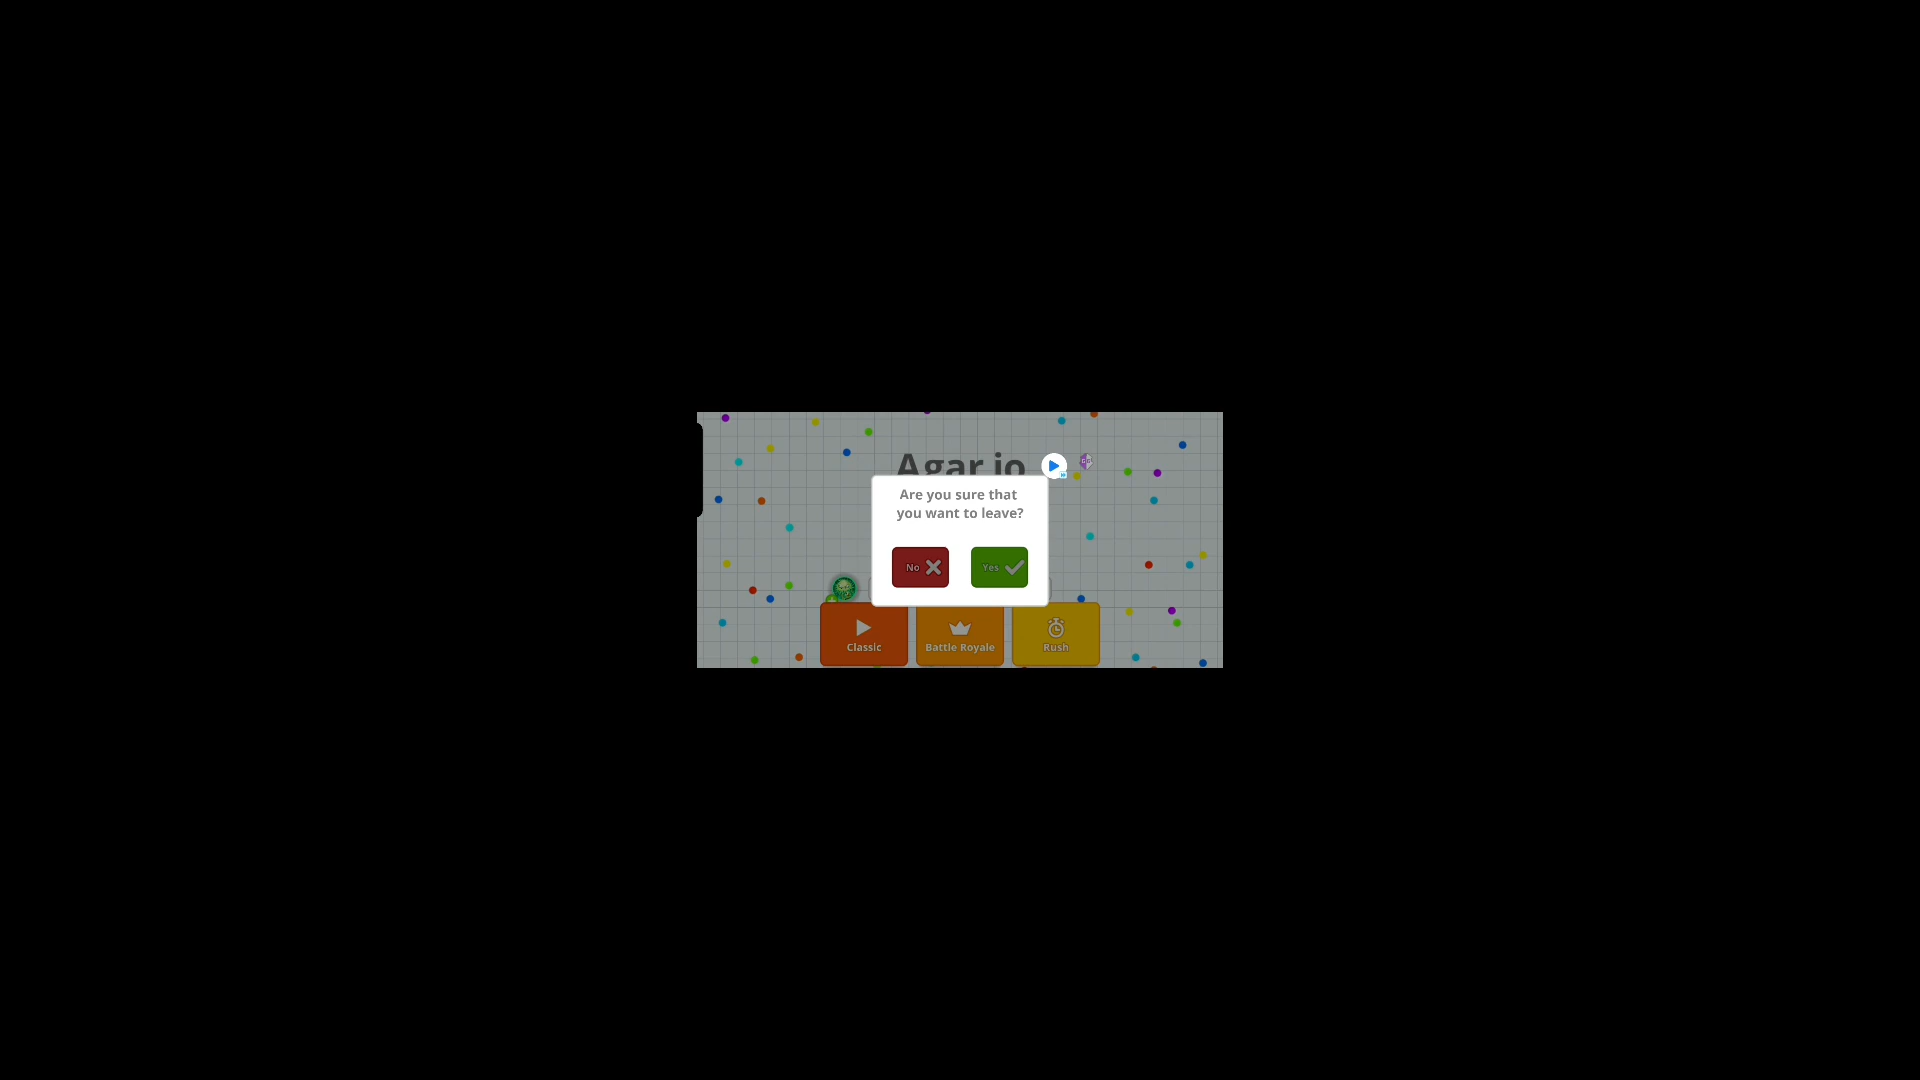 Agar.io
Are you sure that
you want to leave?
No
Yes
Classic
Battle Royale
Rush